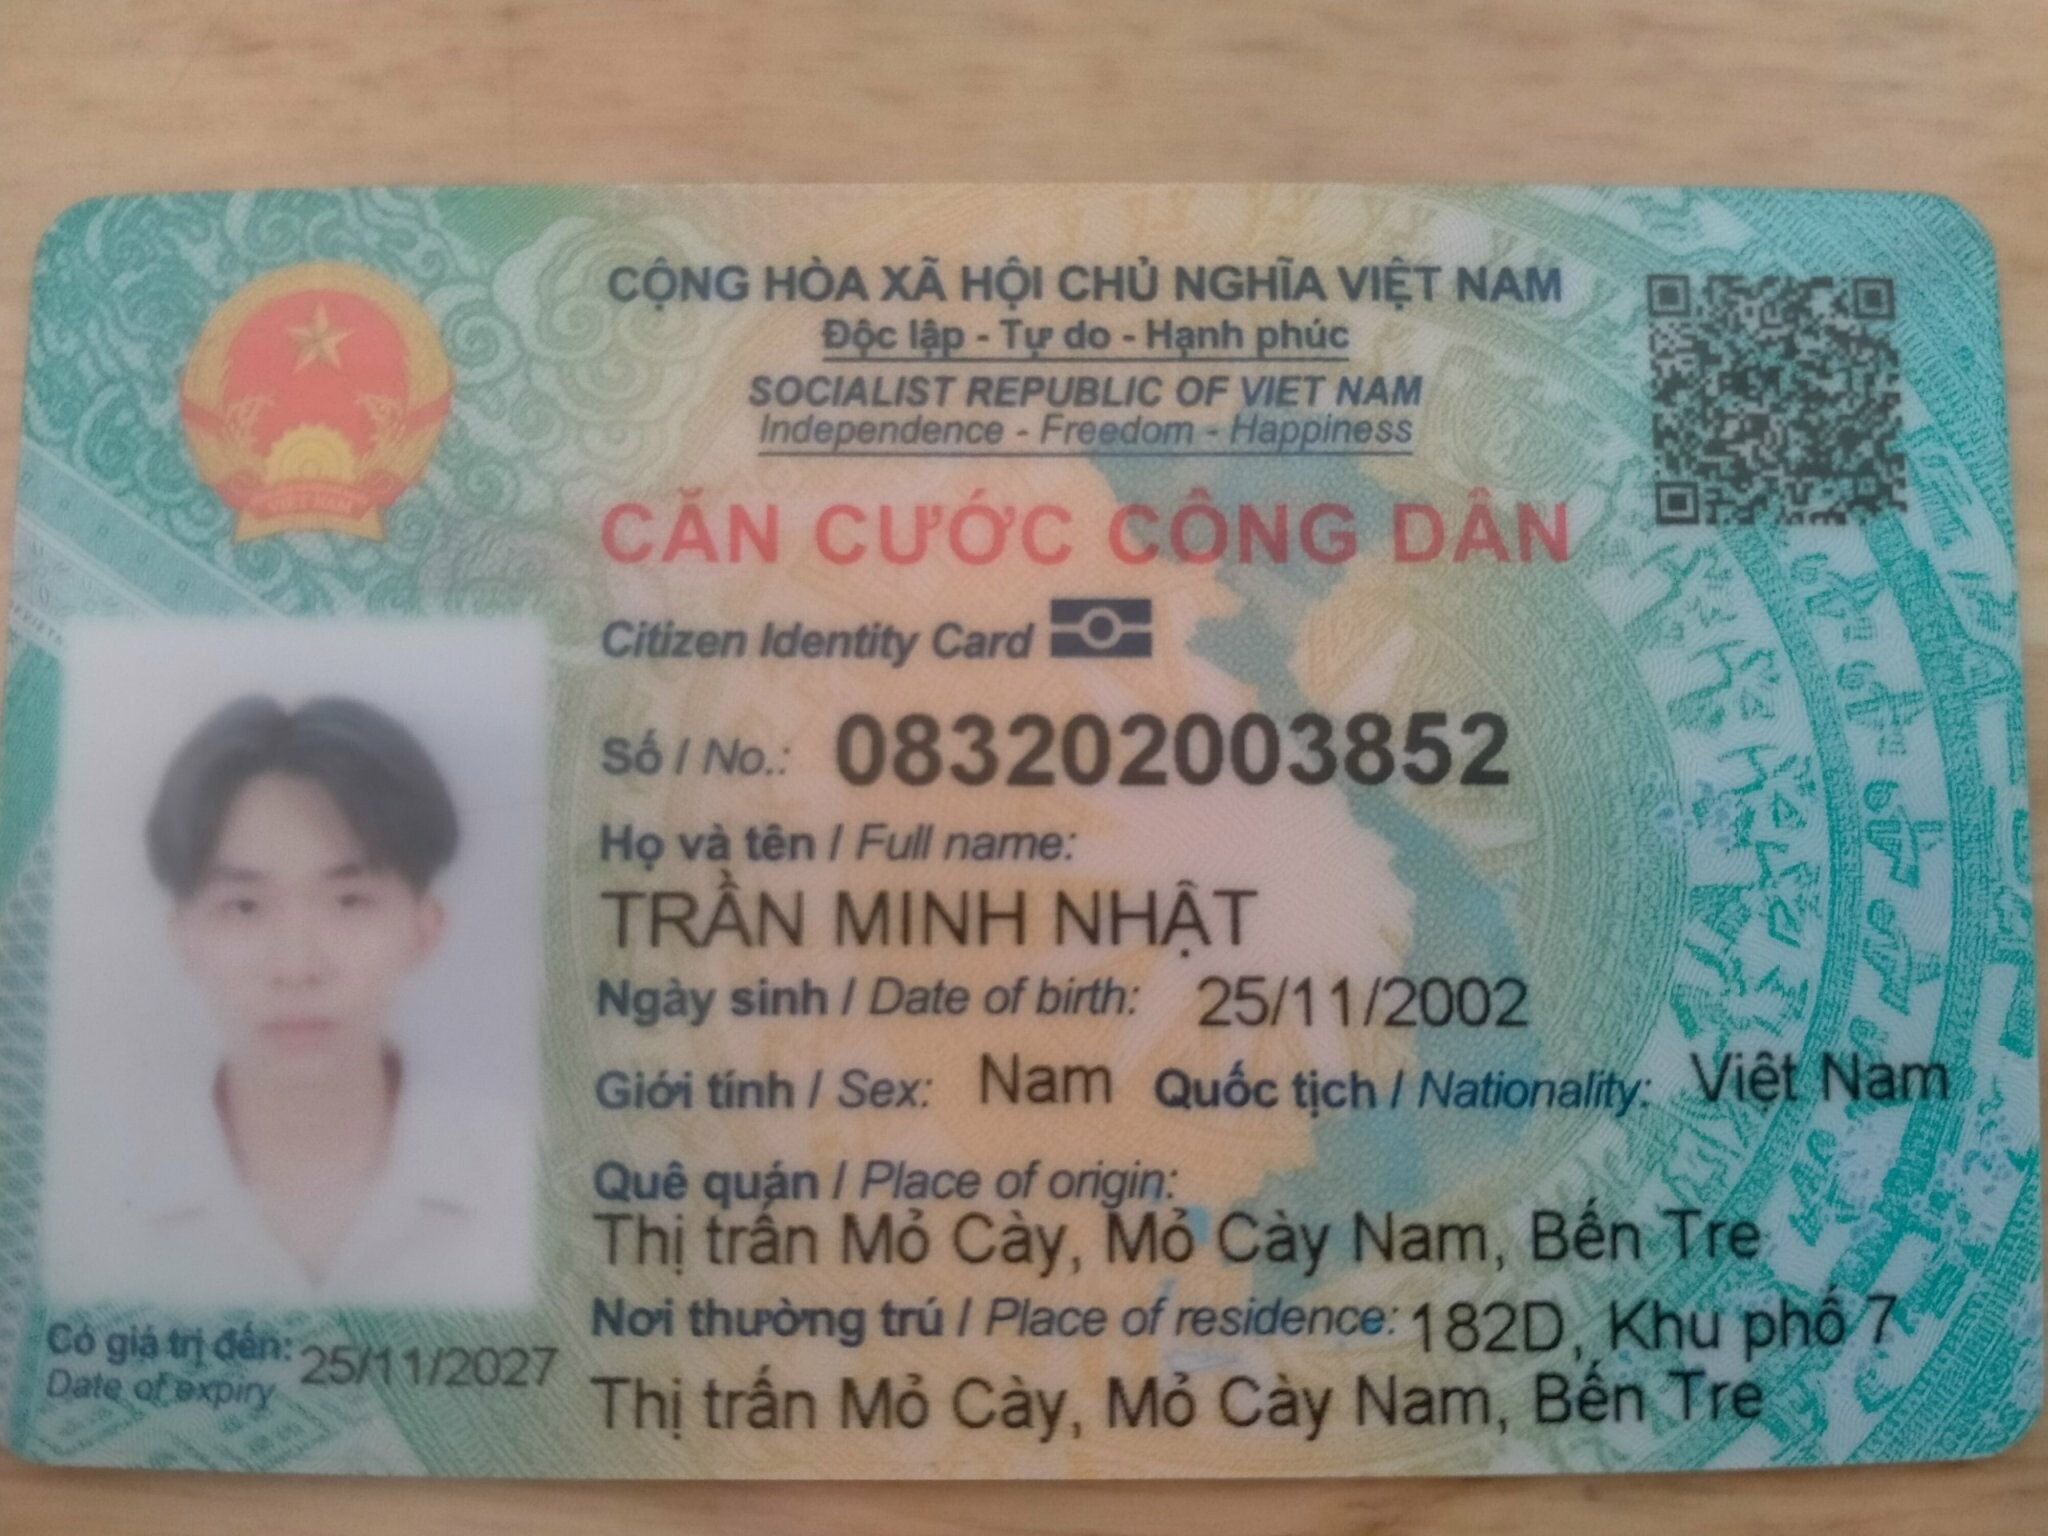 CỘNG HÒA XÃ HỘI CHỦ NGHĨA VIỆT NAM
Độc lập - Tự do - Hạnh phúc
SOCIALIST REPUBLIC OF VIET NAM
Independence - Freedom - Happiness
CĂN CƯỚC CÔNG DÂN
Citizen Identity Card
Số / No.: 083202003852
Họ và tên / Full name:
TRẦN MINH NHẬT
Ngày sinh / Date of birth: 25/11/2002
Giới tính / Sex: Nam Quốc tịch / Nationality: Việt Nam
Quê quán / Place of origin:
Thị trấn Mỏ Cày, Mỏ Cày Nam, Bến Tre
Nơi thường trú / Place of residence: 182D, Khu phố 7
Thị trấn Mỏ Cày, Mỏ Cày Nam, Bến Tre
Có giá trị đến: 25/11/2027
Date of expiry
VIỆT NAM